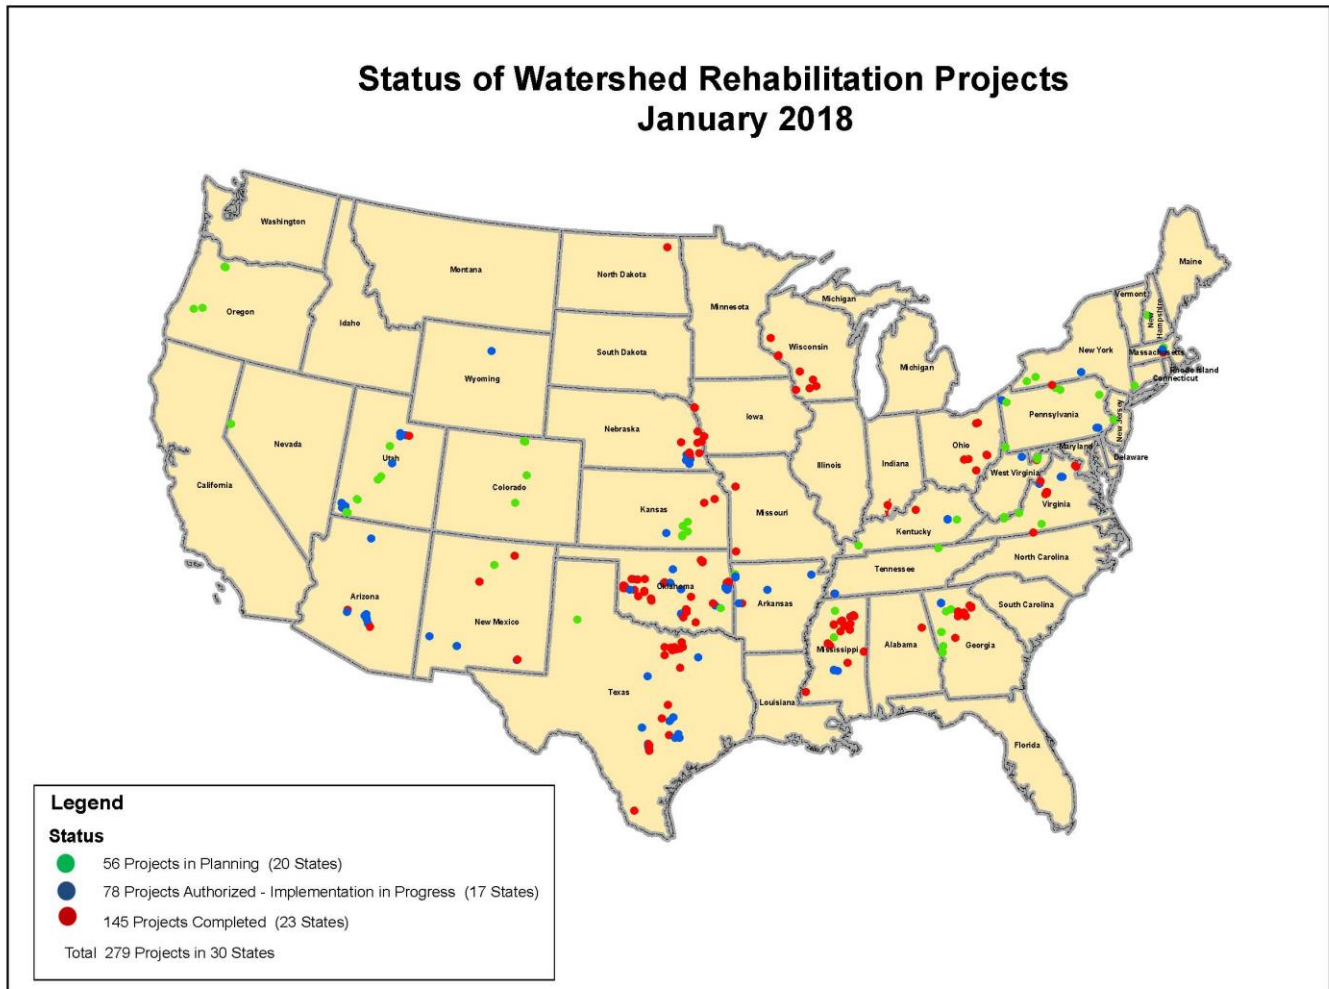 Status of Watershed Rehabilitation Projects
January 2018
Washington
Maine
Montana
North Dakota
Minnesota
Michigan
Vermont
New
Hampshire
Oregon
Idaho
Wisconsin
New York
South Dakota
Massachusetts
Michigan
Rhode Island
Connecticut
Wyoming
Iowa
Pennsylvania
New Jersey
Nebraska
Nevada
Ohio
Maryland
Delaware
Utah
Illinois
Indiana
West Virginia
California
Colorado
Kansas
Missouri
Virginia
Kentucky
North Carolina
Tennessee
Oklahoma
Arizona
Arkansas
South Carolina
New Mexico
Mississippi
Alabama
Georgia
Texas
Louisiana
Florida
Legend
Status
56 Projects in Planning (20 States)
78 Projects Authorized - Implementation in Progress (17 States)
145 Projects Completed (23 States)
Total 279 Projects in 30 States